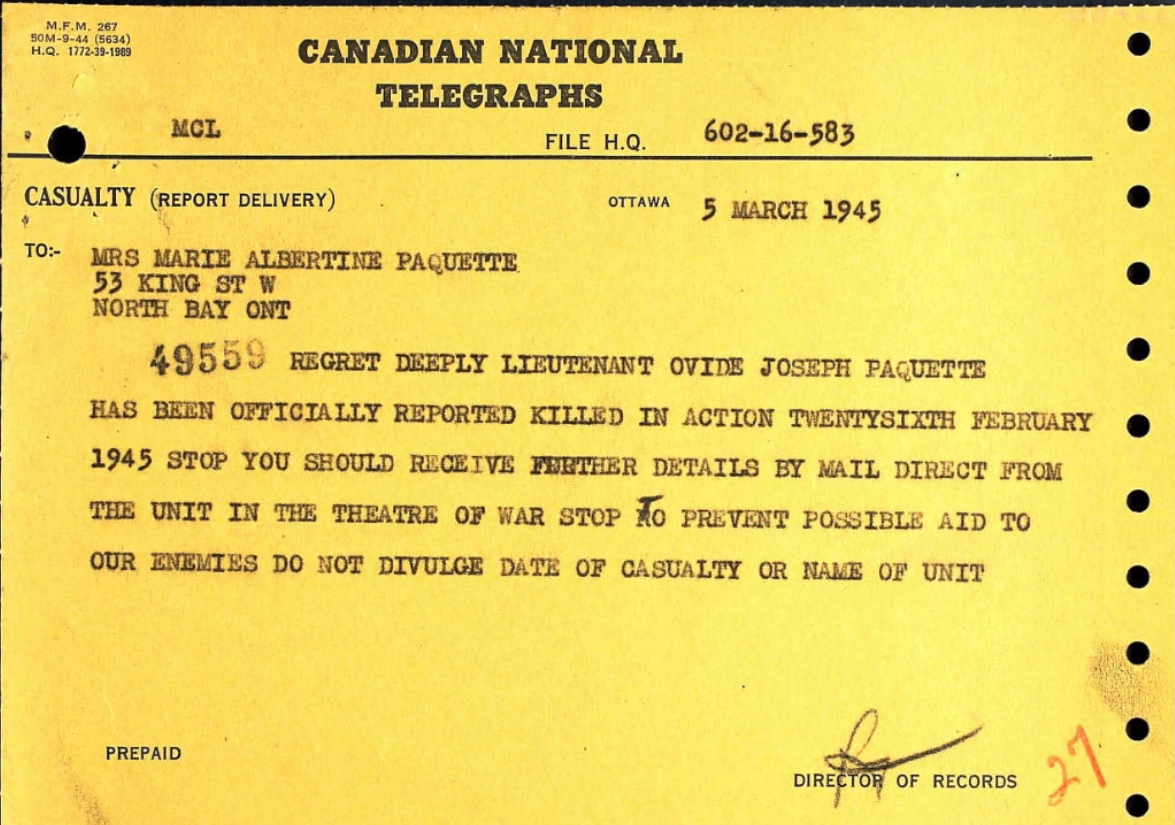 M.F.M. 267
50M-9-44 (5634)
H.Q. 1772-39-1989
CANADIAN NATIONAL
TELEGRAPHS
MCL
FILE H.Q. 602-16-583
CASUALTY (REPORT DELIVERY)
OTTAWA 5 MARCH 1945
TO:- MRS MARIE ALBERTINE PAQUETTE
53 KING ST W
NORTH BAY ONT
49559 REGRET DEEPLY LIEUTENANT OVIDE JOSEPH PAQUETTE
HAS BEEN OFFICIALLY REPORTED KILLED IN ACTION TWENTYSIXTH FEBRUARY
1945 STOP YOU SHOULD RECEIVE FURTHER DETAILS BY MAIL DIRECT FROM
THE UNIT IN THE THEATRE OF WAR STOP TO PREVENT POSSIBLE AID TO
OUR ENEMIES DO NOT DIVULGE DATE OF CASUALTY OR NAME OF UNIT
PREPAID
DIRECTOR OF RECORDS
27